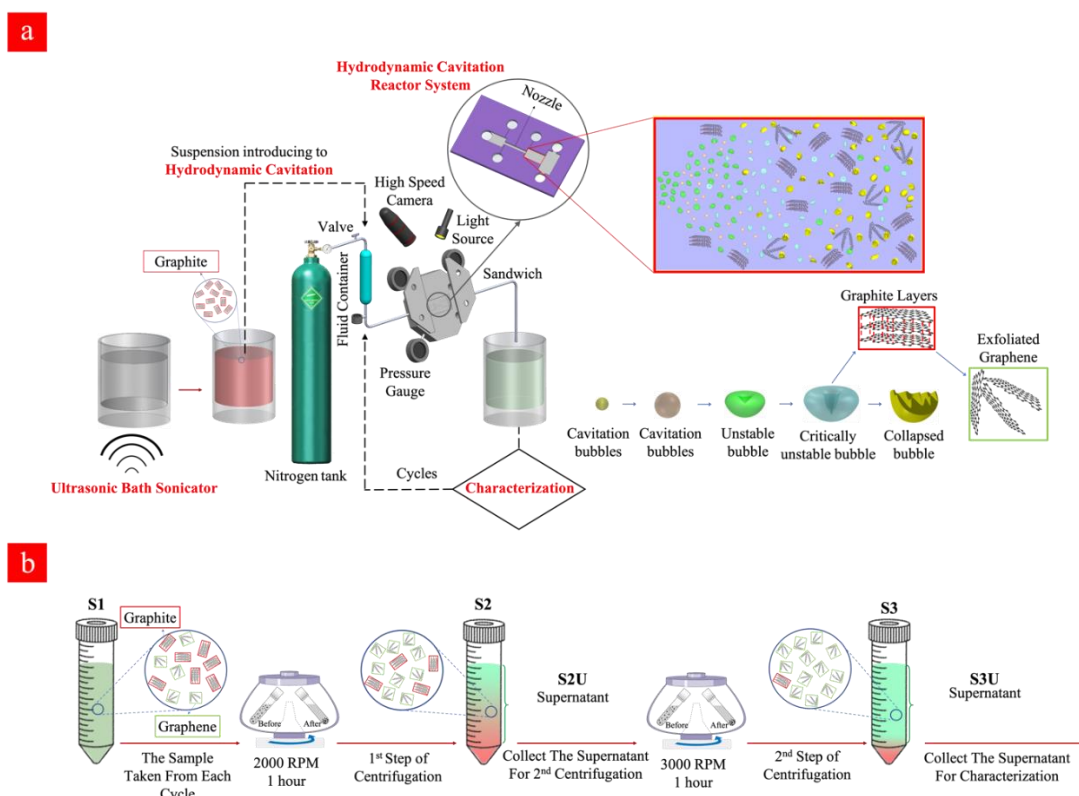 a
Hydrodynamic Cavitation
Reactor System
Nozzle
Suspension introducing to
Hydrodynamic Cavitation
High Speed
Camera
Light
Source
Valve
Graphite
Fluid Container
Sandwich
Pressure
Gauge
Nitrogen tank
Ultrasonic Bath Sonicator
Cycles
Characterization
Graphite Layers
Exfoliated
Graphene
Cavitation
bubbles
Cavitation
bubbles
Unstable
bubble
Critically
unstable bubble
Collapsed
bubble
b
S1
Graphite
Graphene
The Sample
Taken From Each
Cycle
Before
After
2000 RPM
1 hour
1st Step of
Centrifugation
S2
S2U
Supernatant
Collect The Supernatant
For 2nd Centrifugation
Before
After
3000 RPM
1 hour
2nd Step of
Centrifugation
S3
S3U
Supernatant
Collect The Supernatant
For Characterization